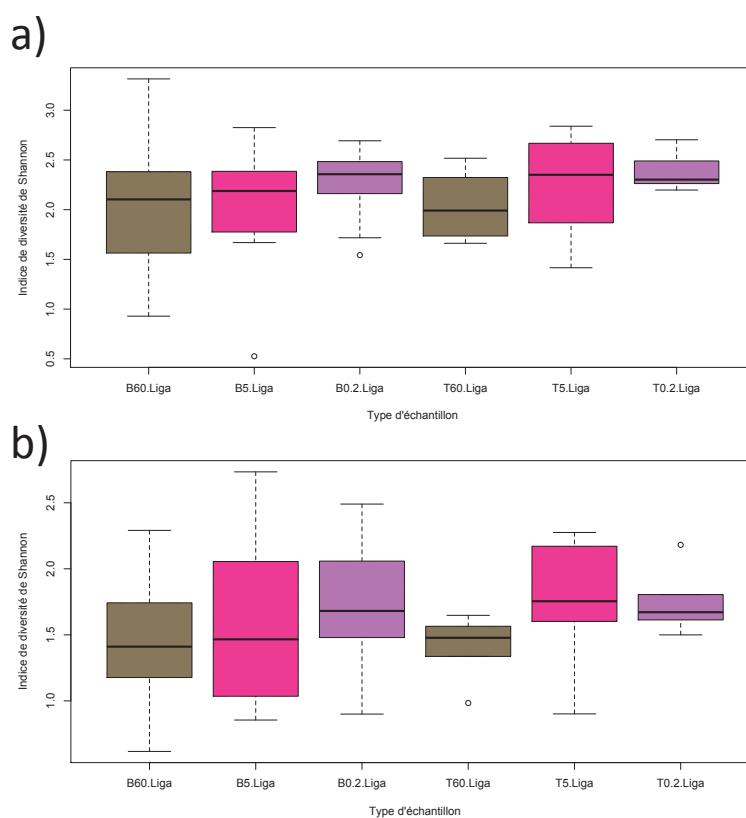 a)
Indice de diversité de Shannon
3.0
2.5
2.0
1.5
1.0
0.5
B60.Liga B5.Liga B0.2.Liga T60.Liga T5.Liga T0.2.Liga
Type d'échantillon
b)
Indice de diversité de Shannon
2.5
2.0
1.5
1.0
B60.Liga B5.Liga B0.2.Liga T60.Liga T5.Liga T0.2.Liga
Type d'échantillon